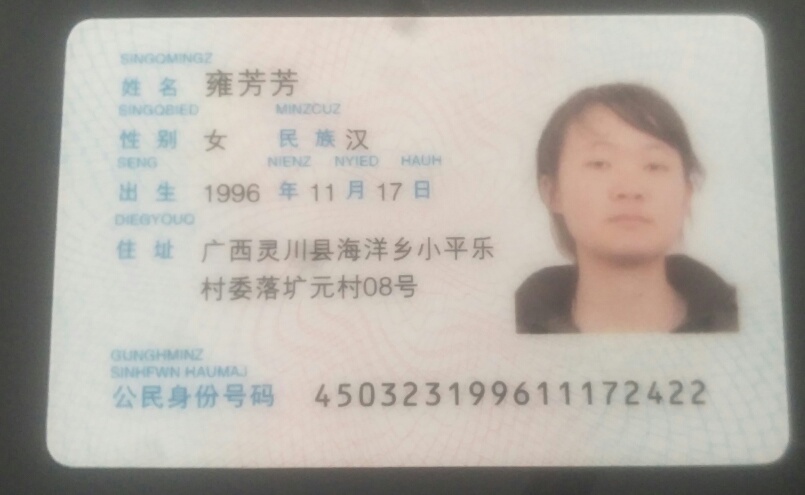 SINGQMINGZ
姓名 雍芳芳
SINGQBIED MINZCUZ
性别 女 民族 汉
SENG NIENZ NYIED HAUH
出生 1996 年 11 月 17 日
DIEGYOUQ
住址 广西灵川县海洋乡小平乐
村委落圹元村08号
GUNGHMINZ
SINHFWN HAUMAJ
公民身份号码 450323199611172422